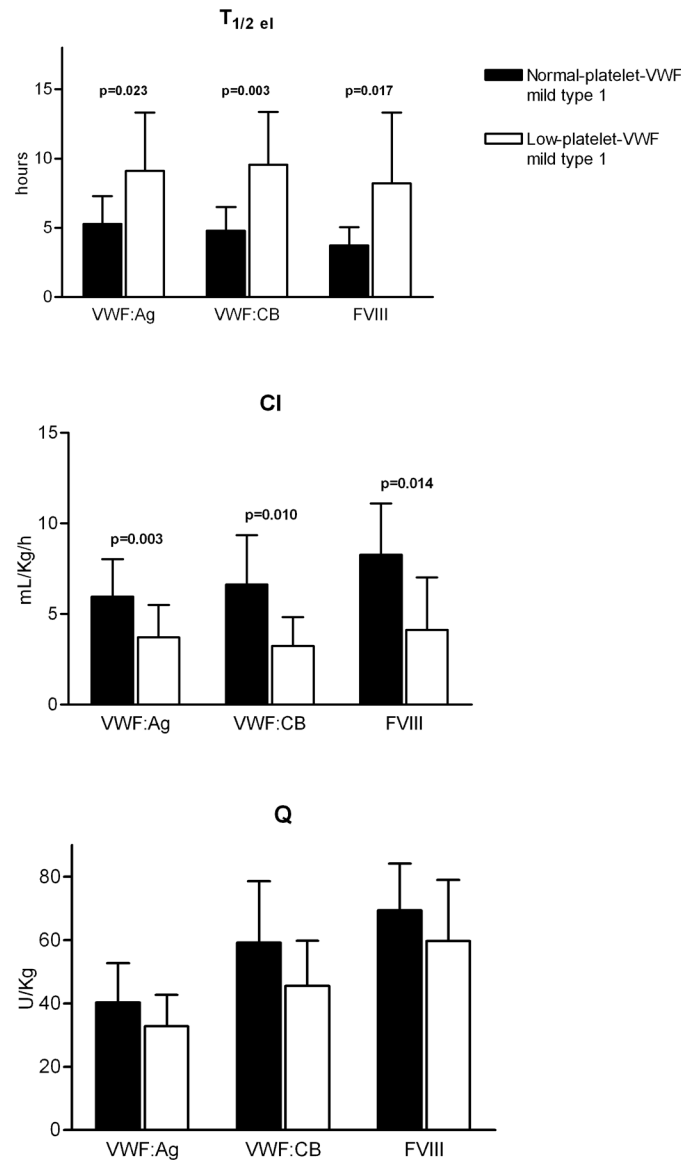 T1/2 el
15
10
5
0
hours
p=0.023
p=0.003
p=0.017
VWF:Ag
VWF:CB
FVIII
Normal-platelet-VWF
mild type 1
Low-platelet-VWF
mild type 1
Cl
15
10
5
0
mL/Kg/h
p=0.003
p=0.010
p=0.014
VWF:Ag
VWF:CB
FVIII
Q
80
60
40
20
0
U/Kg
VWF:Ag
VWF:CB
FVIII